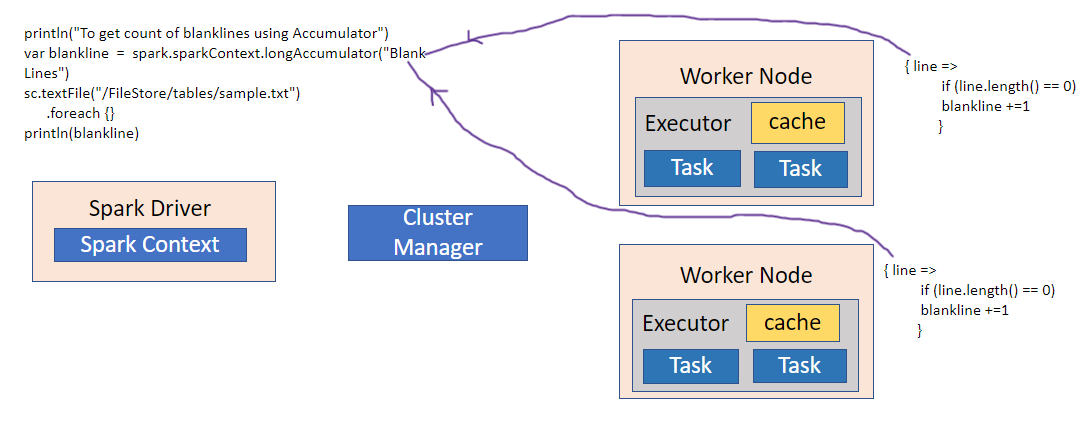 println("To get count of blanklines using Accumulator")
var blankline = spark.sparkContext.longAccumulator("Blank
Lines")
sc.textFile("/FileStore/tables/sample.txt")
.foreach {}
println(blankline)
Spark Driver
Spark Context
Cluster
Manager
Worker Node
Executor
cache
Task
Task
{ line =>
if (line.length() == 0)
blankline +=1
}
Worker Node
Executor
cache
Task
Task
{ line =>
if (line.length() == 0)
blankline +=1
}